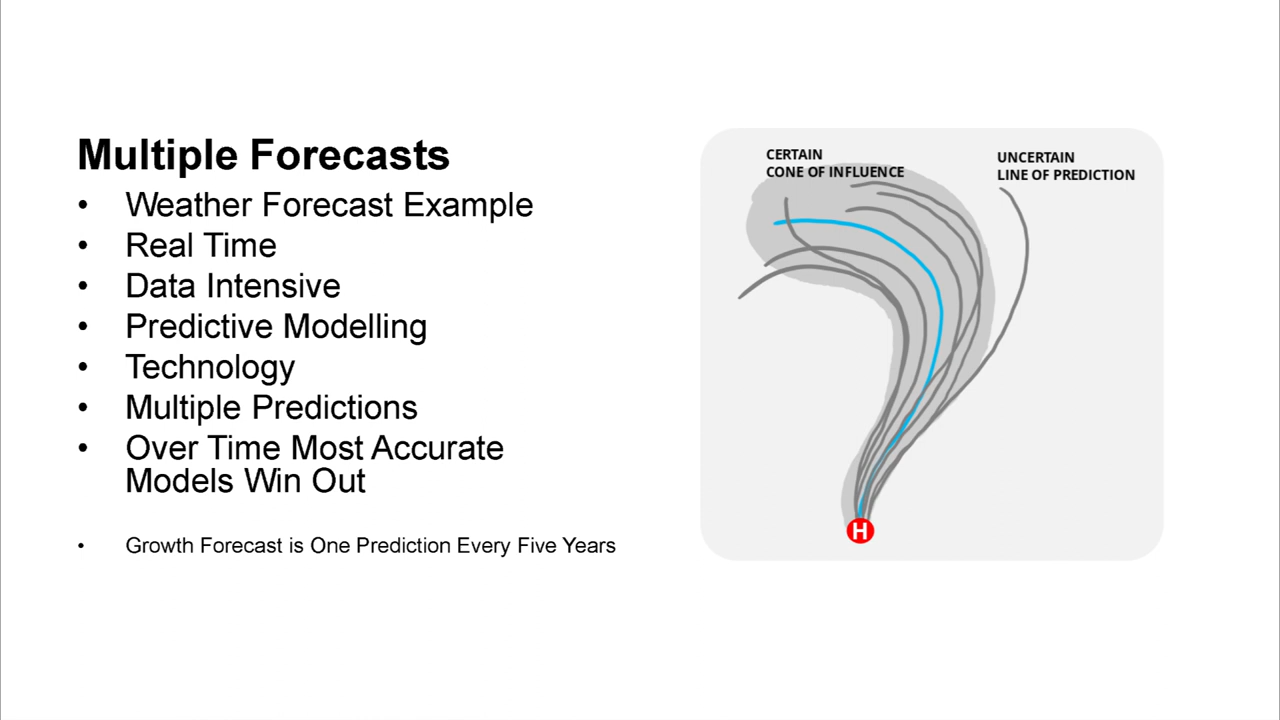 Multiple Forecasts
• Weather Forecast Example
• Real Time
• Data Intensive
• Predictive Modelling
• Technology
• Multiple Predictions
• Over Time Most Accurate
Models Win Out
• Growth Forecast is One Prediction Every Five Years
CERTAIN
CONE OF INFLUENCE
UNCERTAIN
LINE OF PREDICTION
H